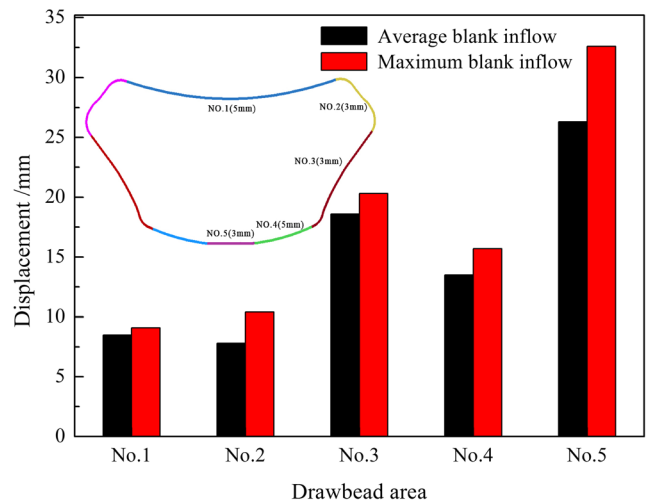 35
30
25
20
15
10
5
0
Displacement /mm
Average blank inflow
Maximum blank inflow
NO.1(5mm)
NO.2(3mm)
NO.3(3mm)
NO.4(5mm)
NO.5(3mm)
No.1 No.2 No.3 No.4 No.5
Drawbead area